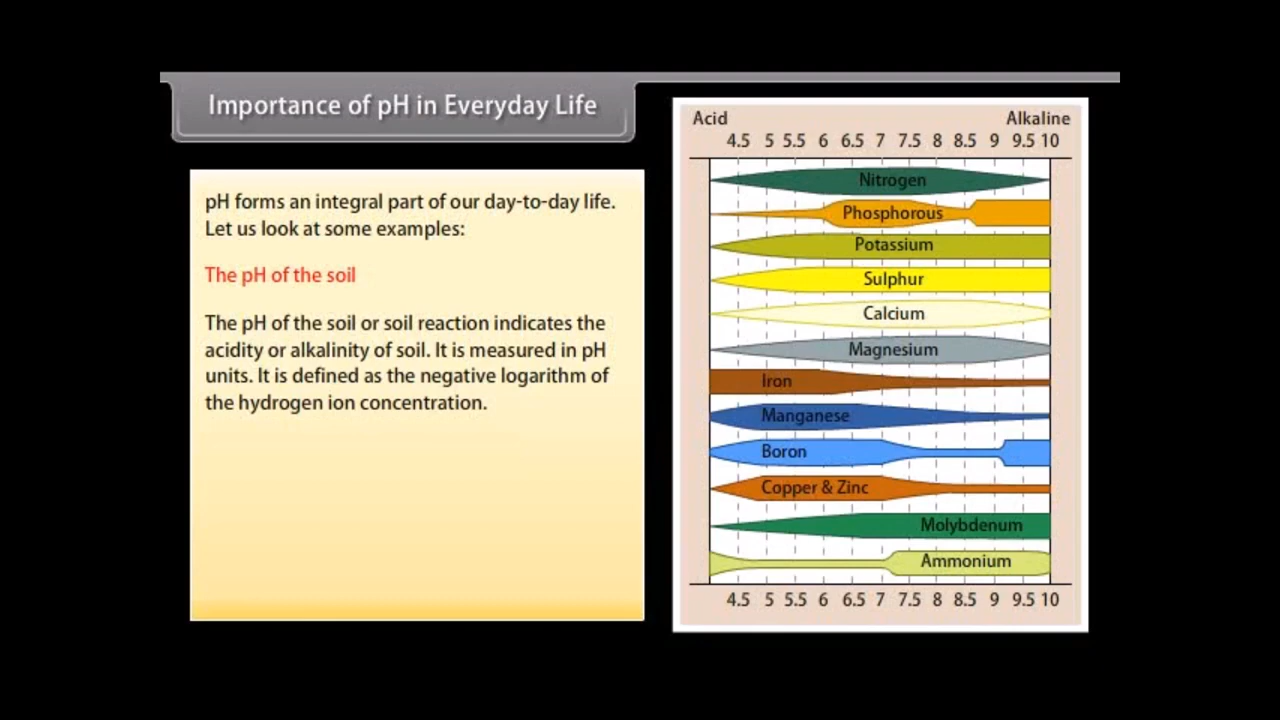 Importance of pH in Everyday Life
pH forms an integral part of our day-to-day life.
Let us look at some examples:
The pH of the soil
The pH of the soil or soil reaction indicates the
acidity or alkalinity of soil. It is measured in pH
units. It is defined as the negative logarithm of
the hydrogen ion concentration.
Acid Alkaline
4.5 5 5.5 6 6.5 7 7.5 8 8.5 9 9.5 10
Nitrogen
Phosphorous
Potassium
Sulphur
Calcium
Magnesium
Iron
Manganese
Boron
Copper & Zinc
Molybdenum
Ammonium
4.5 5 5.5 6 6.5 7 7.5 8 8.5 9 9.5 10